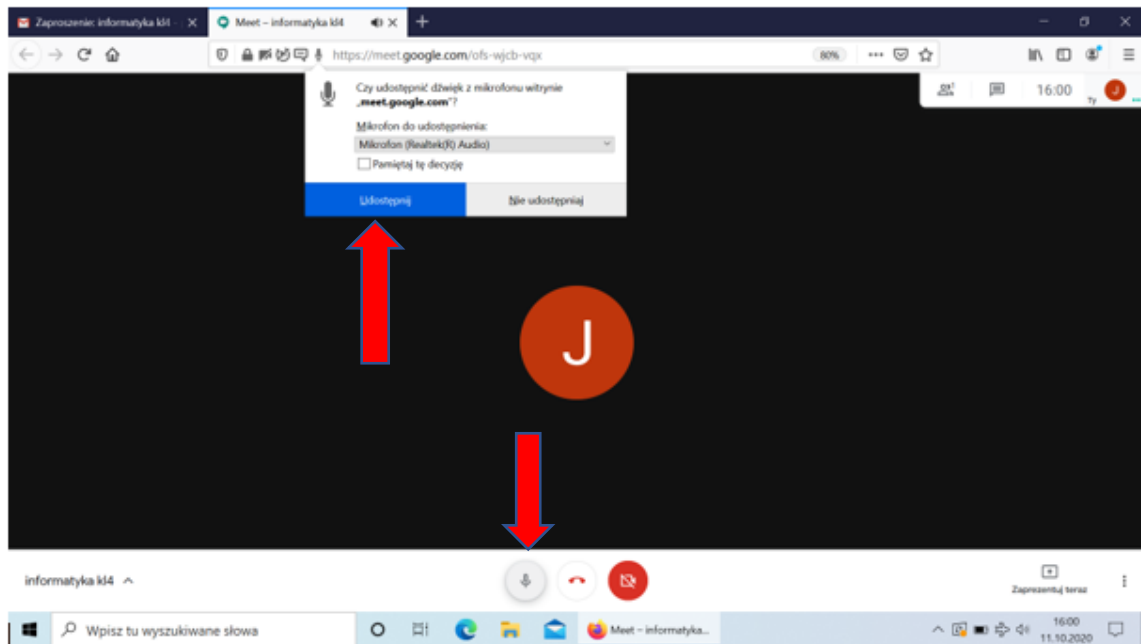 Zaproszenie: informatyka kl4 -
Meet – informatyka kl4
https://meet.google.com/ofs-wjcb-vqx
80%
Czy udostępnić dźwięk z mikrofonu witrynie
„meet.google.com”?
Mikrofon do udostępnienia:
Mikrofon (Realtek(R) Audio)
Pamiętaj tę decyzję
Udostępnij
Nie udostępniaj
16:00
Ty
J
J
informatyka kl4
Zaprezentuj teraz
Wpisz tu wyszukiwane słowa
Meet – informatyka...
16:00
11.10.2020